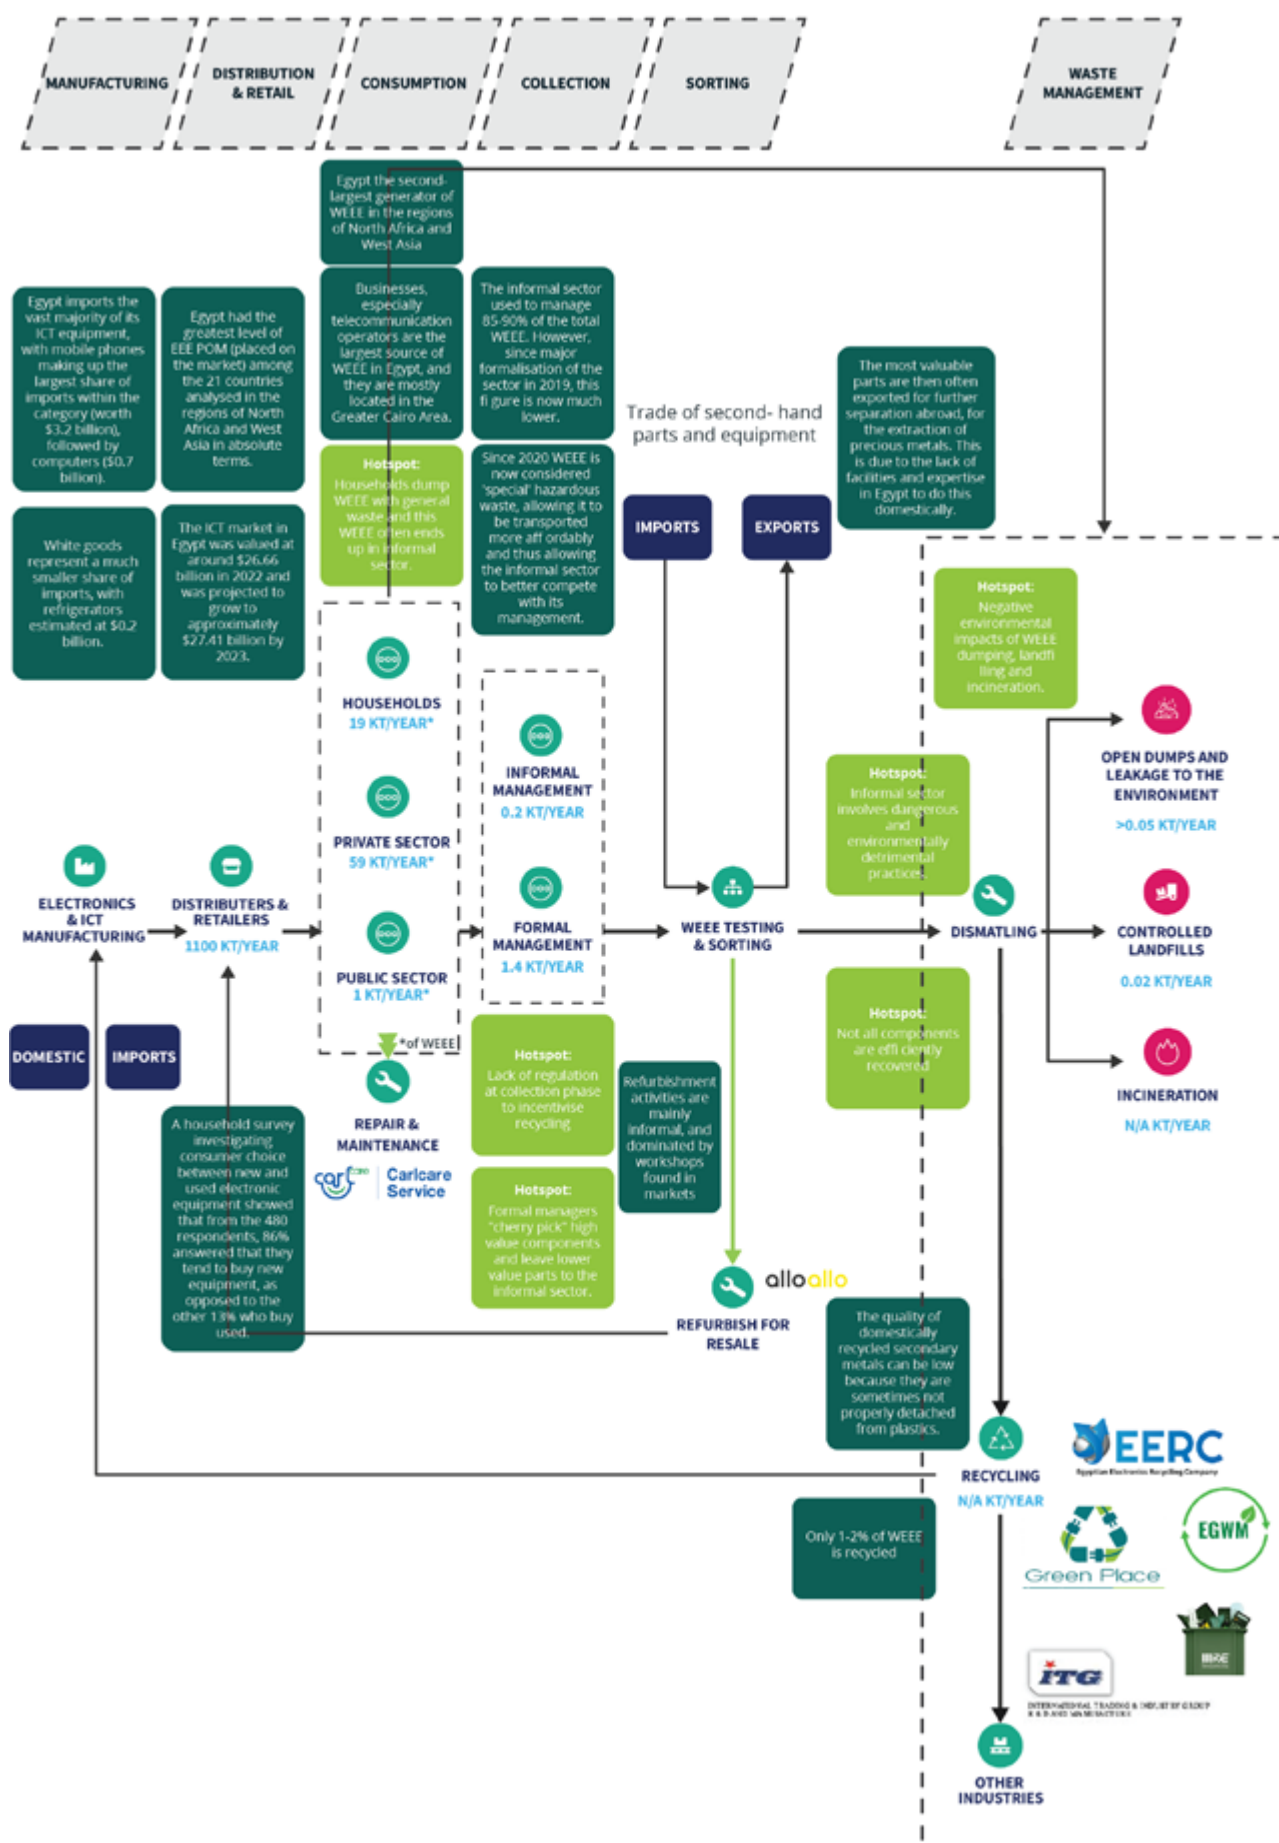 MANUFACTURING
DISTRIBUTION
& RETAIL
CONSUMPTION
COLLECTION
SORTING
WASTE
MANAGEMENT
Egypt the second-
largest generator of
WEEE in the regions
of North Africa and
West Asia
Egypt imports the
vast majority of its
ICT equipment,
with mobile phones
making up the
largest share of
imports within the
category (worth
$3.2 billion),
followed by
computers ($0.7
billion).
Egypt had the
greatest level of
EEE POM (placed on
the market) among
the 21 countries
analysed in the
regions of North
Africa and West
Asia in absolute
terms.
Businesses,
especially
telecommunication
operators are the
largest source of
WEEE in Egypt, and
they are mostly
located in the
Greater Cairo Area.
The informal sector
used to manage
85-90% of the total
WEEE. However,
since major
formalisation of the
sector in 2019, this
fi gure is now much
lower.
Trade of second- hand
parts and equipment
The most valuable
parts are then often
exported for further
separation abroad, for
the extraction of
precious metals. This
is due to the lack of
facilities and expertise
in Egypt to do this
domestically.
White goods
represent a much
smaller share of
imports, with
refrigerators
estimated at $0.2
billion.
The ICT market in
Egypt was valued at
around $26.66
billion in 2022 and
was projected to
grow to
approximately
$27.41 billion by
2023.
Hotspot:
Households dump
WEEE with general
waste and this
WEEE often ends
up in informal
sector.
Since 2020 WEEE is
now considered
'special' hazardous
waste, allowing it to
be transported
more aff ordably
and thus allowing
the informal sector
to better compete
with its
management.
IMPORTS
EXPORTS
Hotspot:
Negative
environmental
impacts of WEEE
dumping, landfi
lling and
incineration.
HOUSEHOLDS
19 KT/YEAR*
PRIVATE SECTOR
59 KT/YEAR*
PUBLIC SECTOR
1 KT/YEAR*
*of WEEE
INFORMAL
MANAGEMENT
0.2 KT/YEAR
FORMAL
MANAGEMENT
1.4 KT/YEAR
OPEN DUMPS AND
LEAKAGE TO THE
ENVIRONMENT
>0.05 KT/YEAR
Hotspot:
Informal sector
involves dangerous
and
environmentally
detrimental
practices.
ELECTRONICS
& ICT
MANUFACTURING
DISTRIBUTERS &
RETAILERS
1100 KT/YEAR
WEEE TESTING
& SORTING
DISMATLING
CONTROLLED
LANDFILLS
0.02 KT/YEAR
Hotspot:
Not all components
are effi ciently
recovered
DOMESTIC
IMPORTS
INCINERATION
N/A KT/YEAR
Hotspot:
Lack of regulation
at collection phase
to incentivise
recycling
Refurbishment
activities are
mainly
informal, and
dominated by
workshops
found in
markets
A household survey
investigating
consumer choice
between new and
used electronic
equipment showed
that from the 480
respondents, 86%
answered that they
tend to buy new
equipment, as
opposed to the
other 13% who buy
used.
REPAIR &
MAINTENANCE
carlcare
Carlcare
Service
Hotspot:
Formal managers
"cherry pick" high
value components
and leave lower
value parts to the
informal sector.
alloallo
REFURBISH FOR
RESALE
The quality of
domestically
recycled secondary
metals can be low
because they are
sometimes not
properly detached
from plastics.
RECYCLING
N/A KT/YEAR
EERC
Egyptian Electronics Recycling Company
Only 1-2% of WEEE
is recycled
Green Place
EGWM
ITG
INTERNATIONAL TRADING & INDUSTRY GROUP
R & D AND MANUFACTURE
OTHER
INDUSTRIES